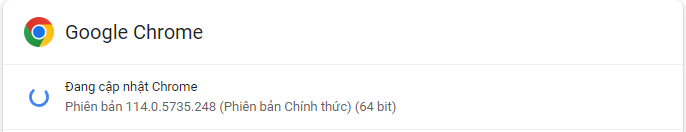 Google Chrome
Đang cập nhật Chrome
Phiên bản 114.0.5735.248 (Phiên bản Chính thức) (64 bit)